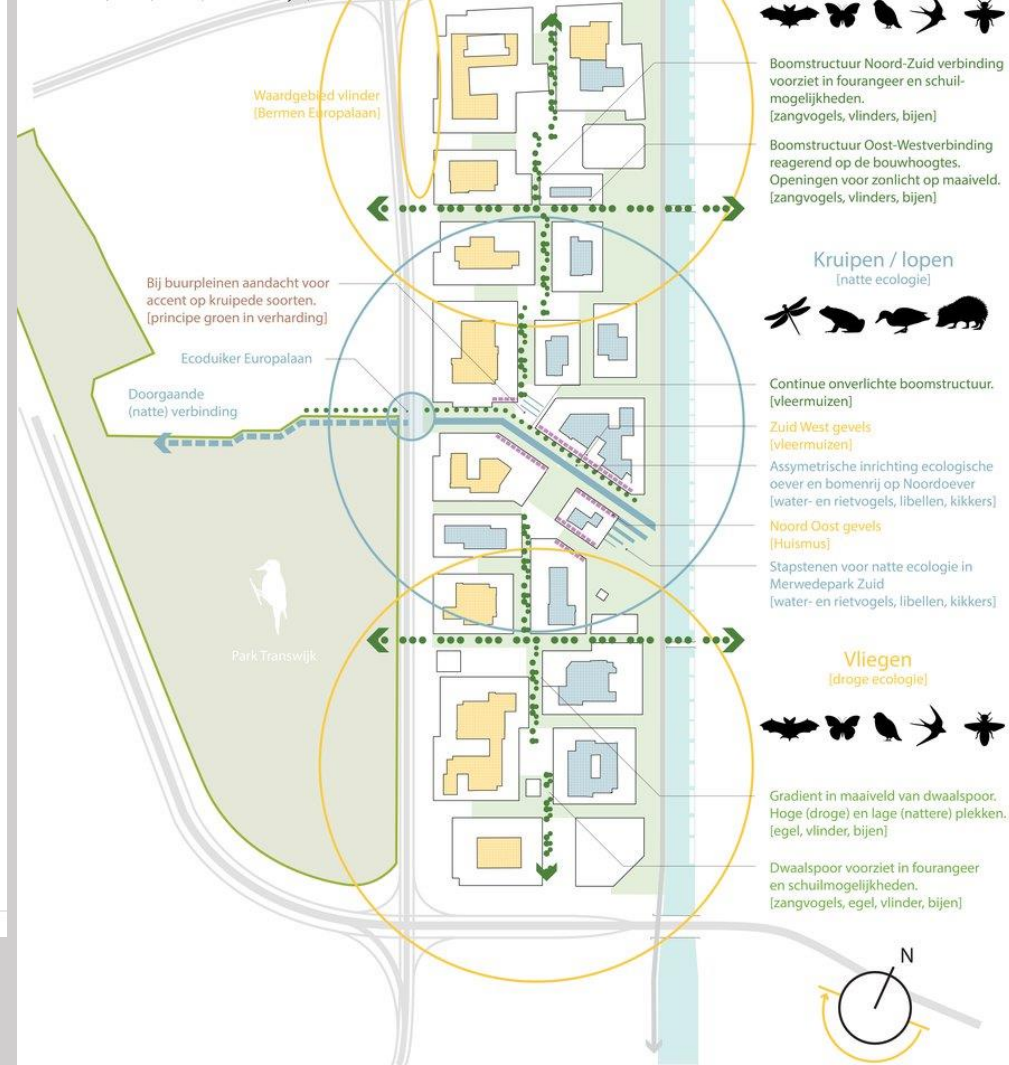 Waardgebied vlinder
[Bermen Europalaan]
Bij buurpleinen aandacht voor
accent op kruipede soorten.
[principe groen in verharding]
Ecoduiker Europalaan
Doorgaande
(natte) verbinding
Park Transwijk
Boomstructuur Noord-Zuid verbinding
voorziet in fourangeer en schuil-
mogelijkheden.
[zangvogels, vlinders, bijen]
Boomstructuur Oost-Westverbinding
reagerend op de bouwhoogtes.
Openingen voor zonlicht op maaiveld.
[zangvogels, vlinders, bijen]
Kruipen / lopen
[natte ecologie]
Continue onverlichte boomstructuur.
[vleermuizen]
Zuid West gevels
[vleermuizen]
Assymetrische inrichting ecologische
oever en bomenrij op Noordoever
[water- en rietvogels, libellen, kikkers]
Noord Oost gevels
[Huismus]
Stapstenen voor natte ecologie in
Merwedepark Zuid
[water- en rietvogels, libellen, kikkers]
Vliegen
[droge ecologie]
Gradient in maaiveld van dwaalspoor.
Hoge (droge) en lage (nattere) plekken.
[egel, vlinder, bijen]
Dwaalspoor voorziet in fourangeer
en schuilmogelijkheden.
[zangvogels, egel, vlinder, bijen]
N